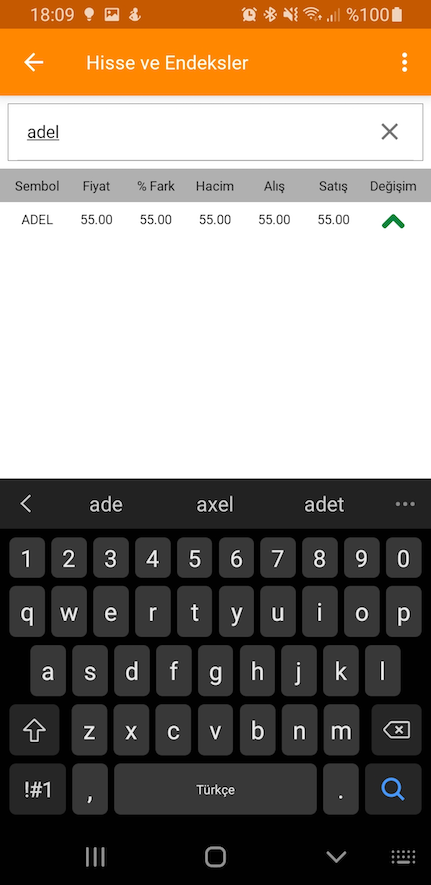 18:09 %100
Hisse ve Endeksler
adel
Sembol Fiyat % Fark Hacim Alış Satış Değişim
ADEL 55.00 55.00 55.00 55.00 55.00
ade axel adet
1 2 3 4 5 6 7 8 9 0
q w e r t y u i o p
a s d f g h j k l
z x c v b n m
!#1 , Türkçe .